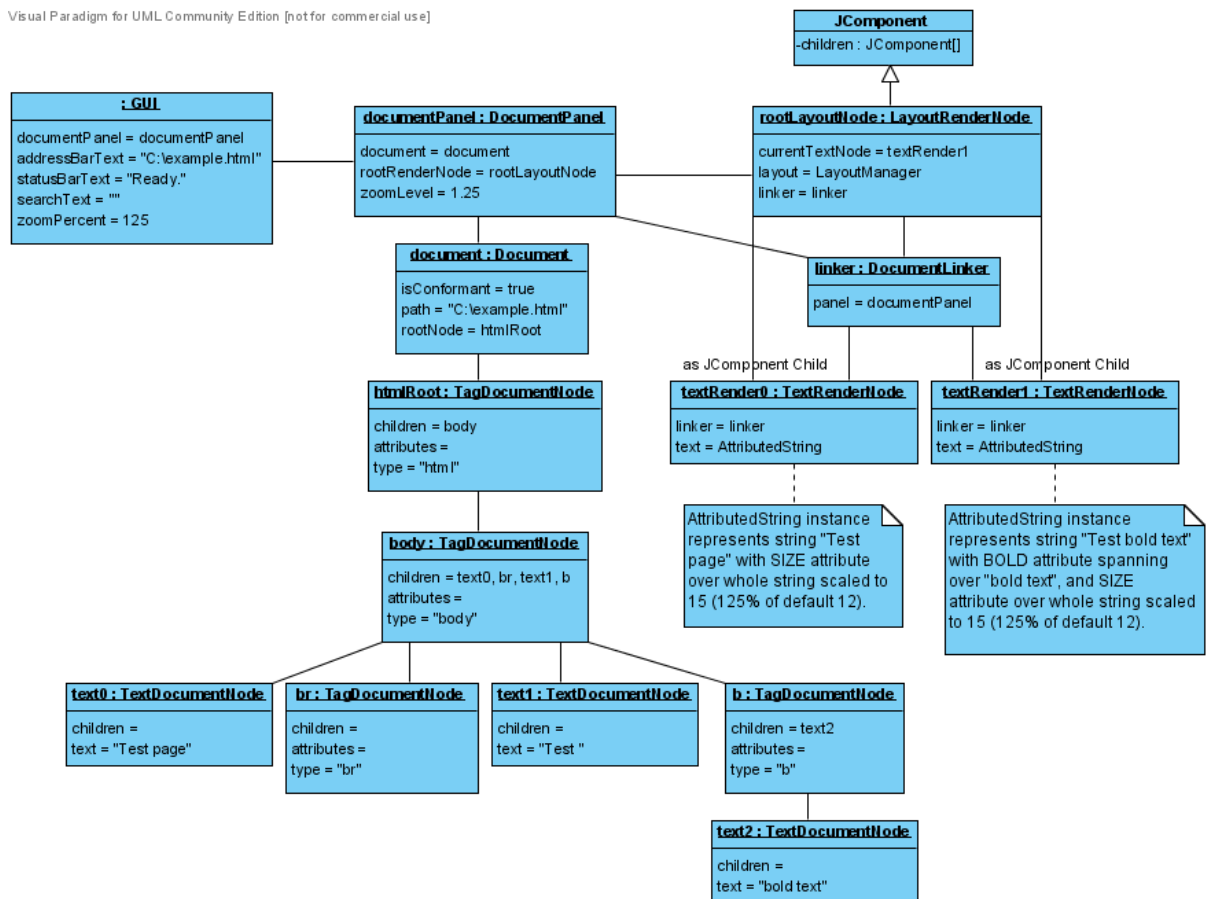 Visual Paradigm for UML Community Edition [not for commercial use]
JComponent
-children : JComponent[]
: GUI
documentPanel = documentPanel
addressBarText = "C:\example.html"
statusBarText = "Ready."
searchText = ""
zoomPercent = 125
documentPanel : DocumentPanel
document = document
rootRenderNode = rootLayoutNode
zoomLevel = 1.25
rootLayoutNode : LayoutRenderNode
currentTextNode = textRender1
layout = LayoutManager
linker = linker
document : Document
isConformant = true
path = "C:\example.html"
rootNode = htmlRoot
linker : DocumentLinker
panel = documentPanel
as JComponent Child
as JComponent Child
htmlRoot : TagDocumentNode
children = body
attributes =
type = "html"
textRender0 : TextRenderNode
linker = linker
text = AttributedString
textRender1 : TextRenderNode
linker = linker
text = AttributedString
AttributedString instance
represents string "Test
page" with SIZE attribute
over whole string scaled to
15 (125% of default 12).
AttributedString instance
represents string "Test bold text"
with BOLD attribute spanning
over "bold text", and SIZE
attribute over whole string scaled
to 15 (125% of default 12).
body : TagDocumentNode
children = text0, br, text1, b
attributes =
type = "body"
text0 : TextDocumentNode
children =
text = "Test page"
br : TagDocumentNode
children =
attributes =
type = "br"
text1 : TextDocumentNode
children =
text = "Test "
b : TagDocumentNode
children = text2
attributes =
type = "b"
text2 : TextDocumentNode
children =
text = "bold text"